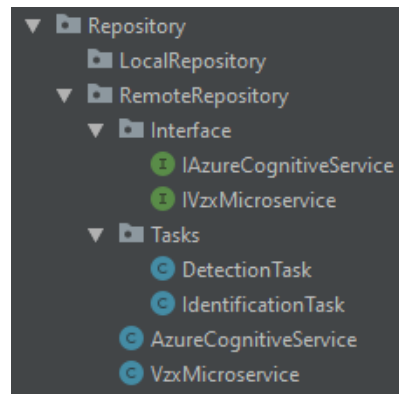 Repository
LocalRepository
RemoteRepository
Interface
IAzureCognitiveService
IVzxMicroservice
Tasks
DetectionTask
IdentificationTask
AzureCognitiveService
VzxMicroservice